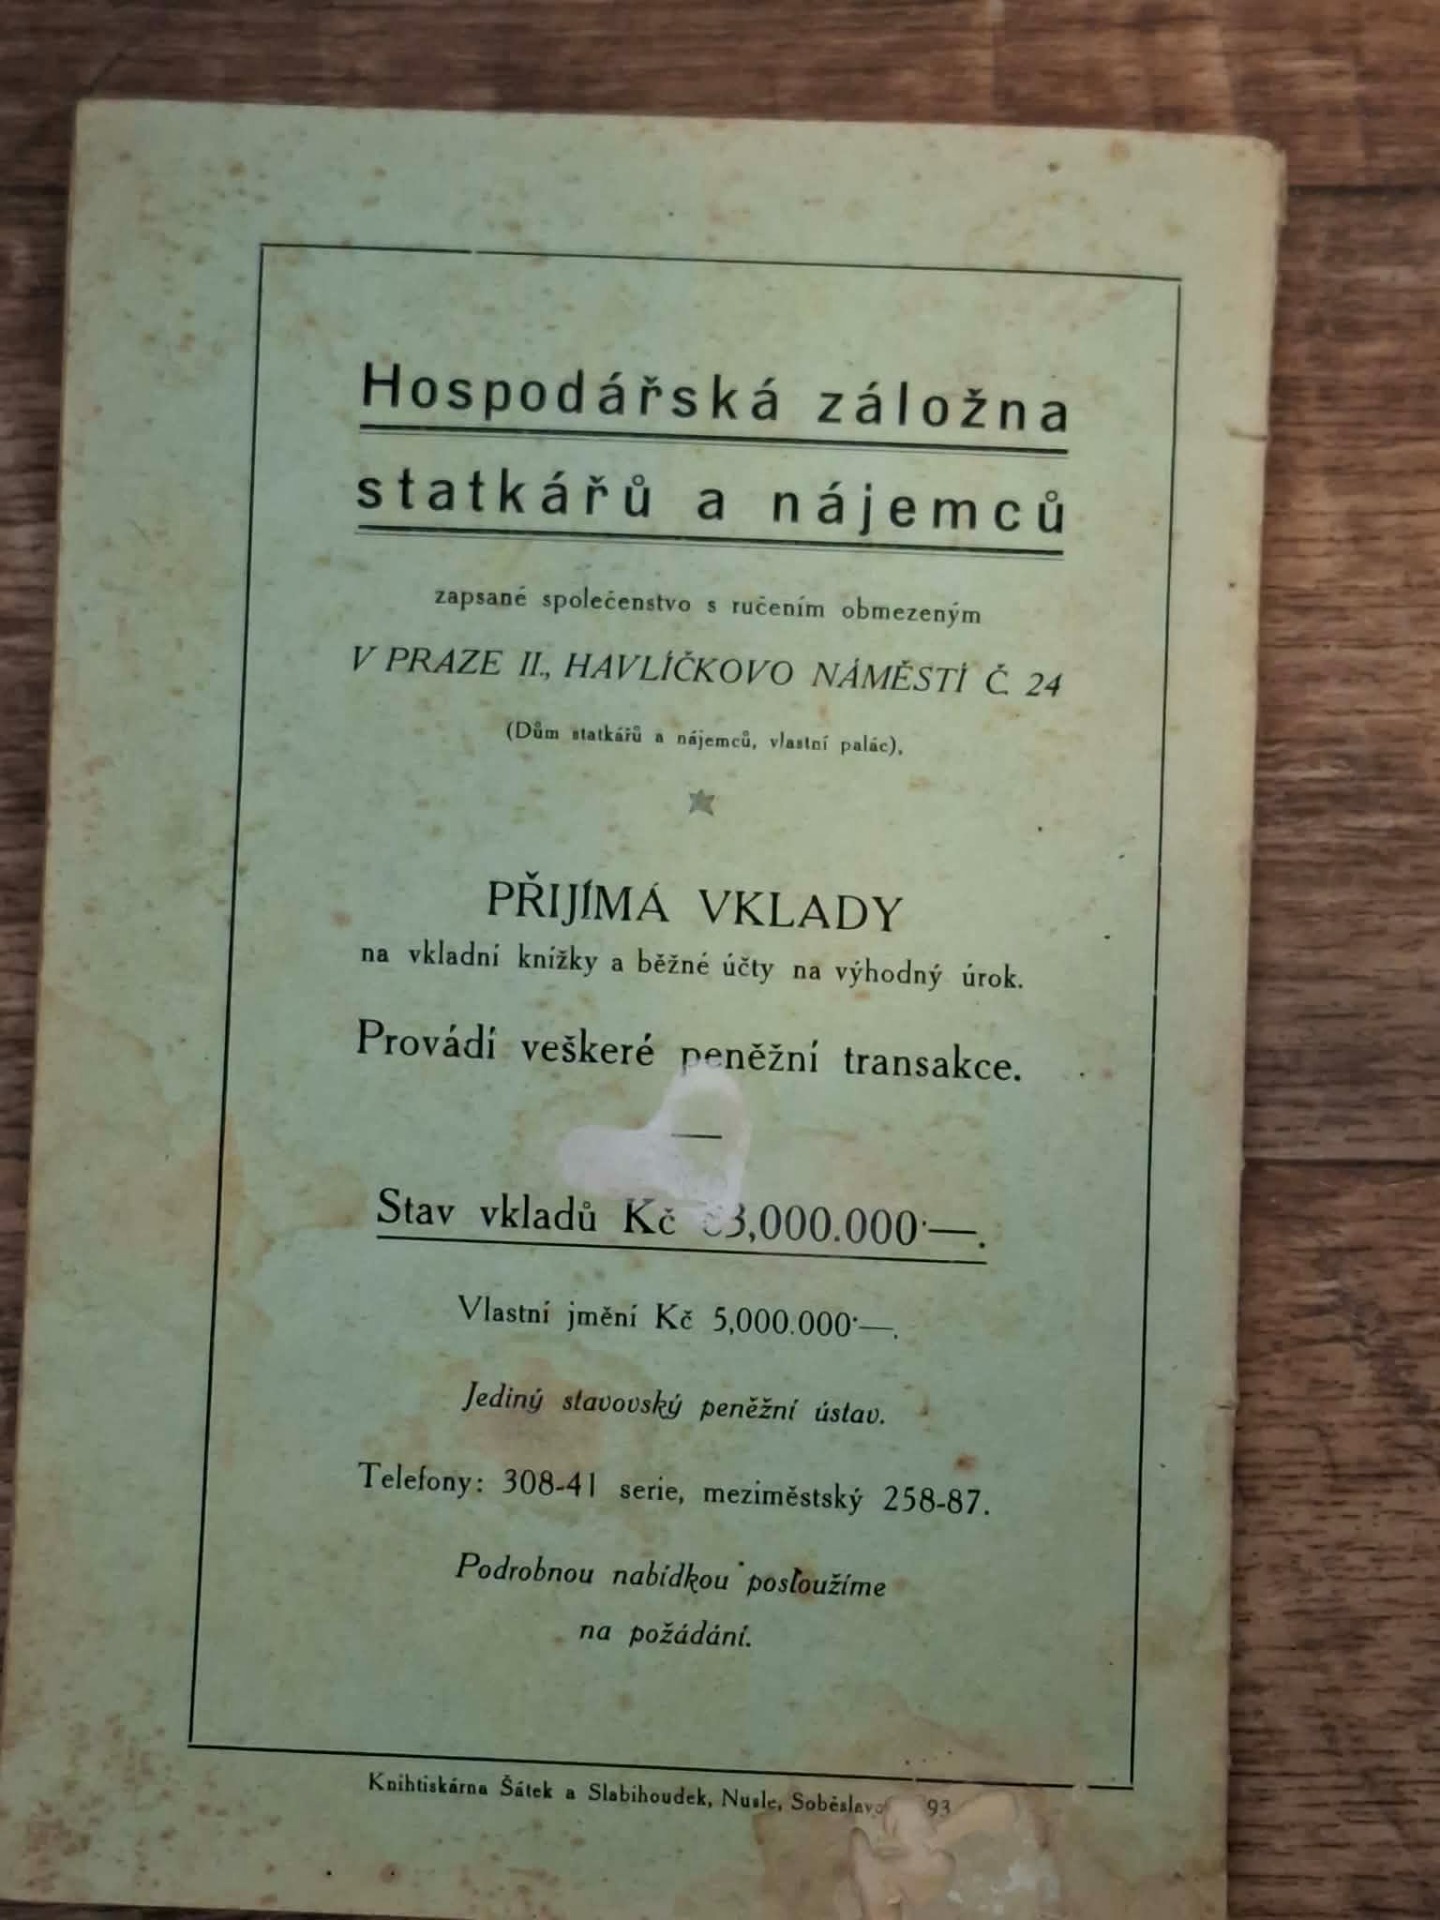 Hospodářská záložna
statkářů a nájemců
zapsané společenstvo s ručením obmezeným
V PRAZE II., HAVLÍČKOVO NÁMĚSTÍ Č. 24
(Dům statkářů a nájemců, vlastní palác),
PŘIJÍMÁ VKLADY
na vkladní knížky a běžné účty na výhodný úrok.
Provádí veškeré peněžní transakce.
—
Stav vkladů Kč
Vlastní jmění Kč 5,000.000·—.
Jediný stavovský peněžní ústav.
Telefony: 308-41 serie, meziměstský 258-87.
Podrobnou nabídkou posloužíme
na požádání.
Knihtiskárna Šátek a Slabihoudek, Nusle, 93